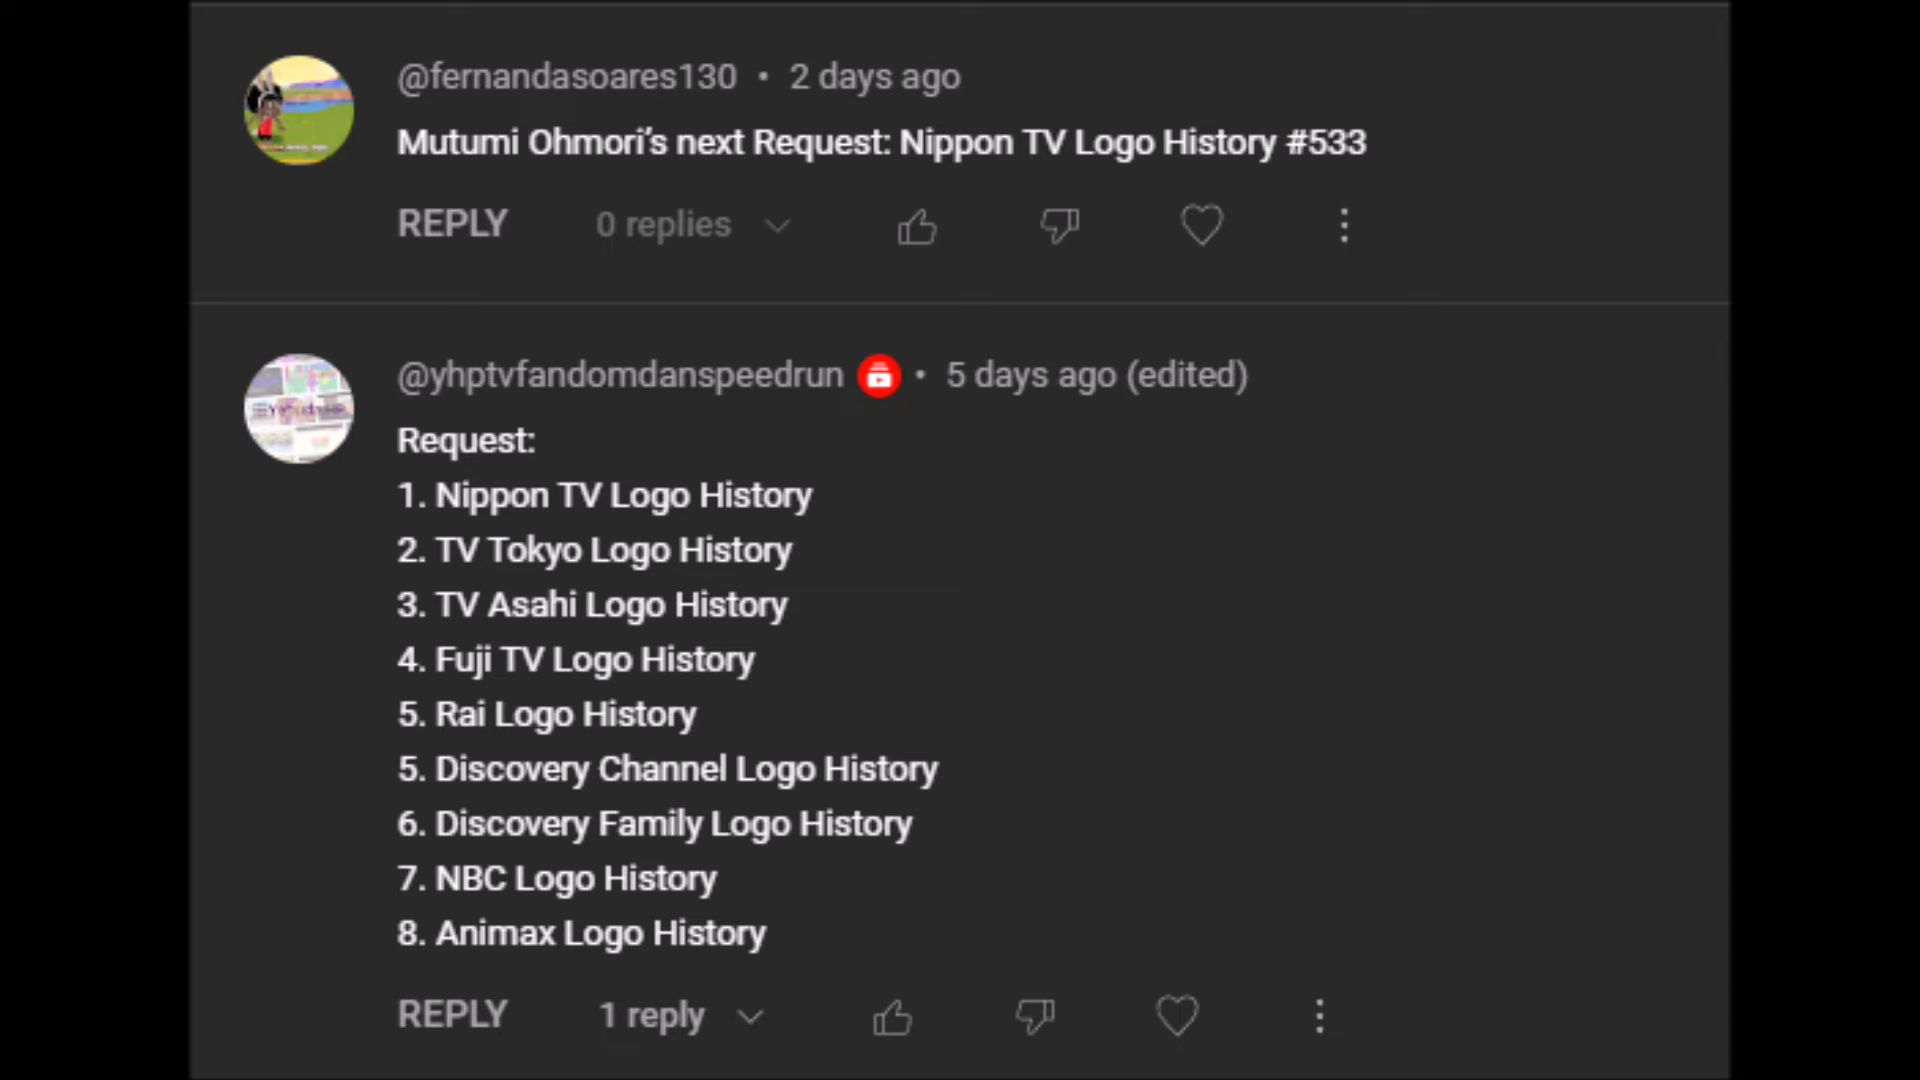 @fernandasoares130 • 2 days ago
Mutumi Ohmori's next Request: Nippon TV Logo History #533
REPLY 0 replies
@yhptvfandomdanspeedrun • 5 days ago (edited)
Request:
1. Nippon TV Logo History
2. TV Tokyo Logo History
3. TV Asahi Logo History
4. Fuji TV Logo History
5. Rai Logo History
5. Discovery Channel Logo History
6. Discovery Family Logo History
7. NBC Logo History
8. Animax Logo History
REPLY 1 reply